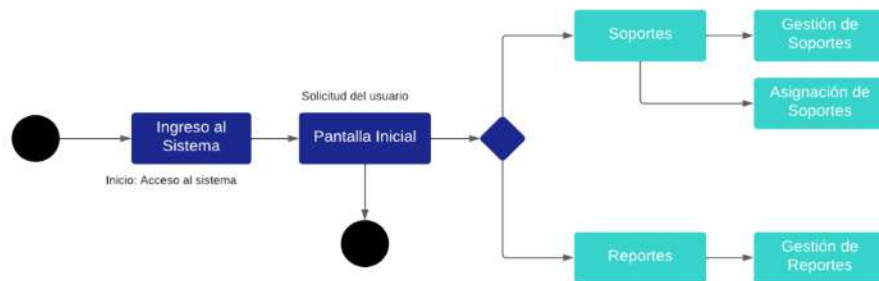 Soportes
Gestión de
Soportes
Asignación de
Soportes
Solicitud del usuario
Ingreso al
Sistema
Pantalla Inicial
Inicio: Acceso al sistema
Reportes
Gestión de
Reportes